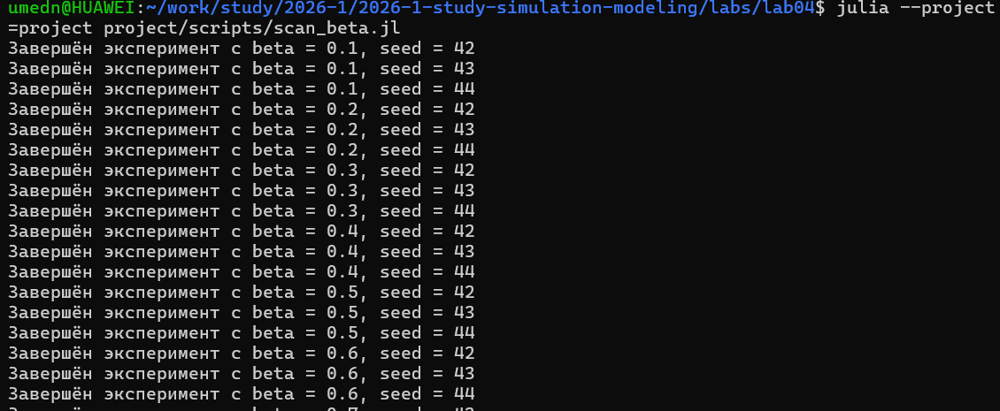 umedn@HUAWEI:~/work/study/2026-1/2026-1-study-simulation-modeling/labs/lab04$ julia --project
=project project/scripts/scan_beta.jl
Завершён эксперимент с beta = 0.1, seed = 42
Завершён эксперимент с beta = 0.1, seed = 43
Завершён эксперимент с beta = 0.1, seed = 44
Завершён эксперимент с beta = 0.2, seed = 42
Завершён эксперимент с beta = 0.2, seed = 43
Завершён эксперимент с beta = 0.2, seed = 44
Завершён эксперимент с beta = 0.3, seed = 42
Завершён эксперимент с beta = 0.3, seed = 43
Завершён эксперимент с beta = 0.3, seed = 44
Завершён эксперимент с beta = 0.4, seed = 42
Завершён эксперимент с beta = 0.4, seed = 43
Завершён эксперимент с beta = 0.4, seed = 44
Завершён эксперимент с beta = 0.5, seed = 42
Завершён эксперимент с beta = 0.5, seed = 43
Завершён эксперимент с beta = 0.5, seed = 44
Завершён эксперимент с beta = 0.6, seed = 42
Завершён эксперимент с beta = 0.6, seed = 43
Завершён эксперимент с beta = 0.6, seed = 44